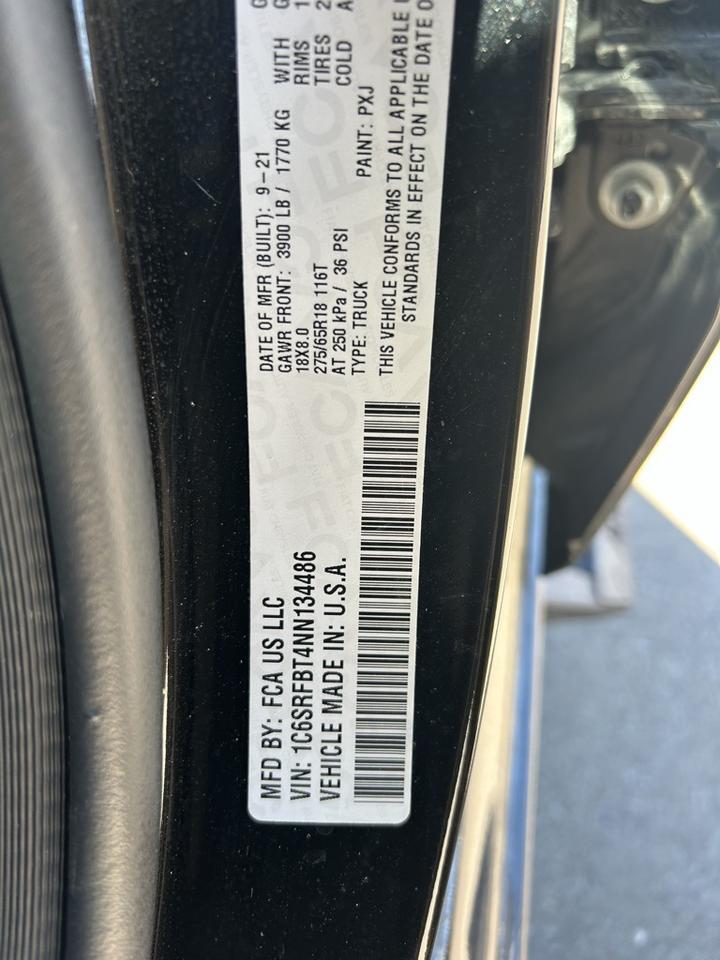 MFD BY: FCA US LLC
VIN: 1C6SRFBT4NN134486
VEHICLE MADE IN: U.S.A.
DATE OF MFR (BUILT): 9-21 G
GAWR FRONT: 3900 LB / 1770 KG WITH G
18X8.0 RIMS 1
275/65R18 116T TIRES 2
AT 250 kPa / 36 PSI COLD A
TYPE: TRUCK PAINT: PXJ
THIS VEHICLE CONFORMS TO ALL APPLICABLE
STANDARDS IN EFFECT ON THE DATE O